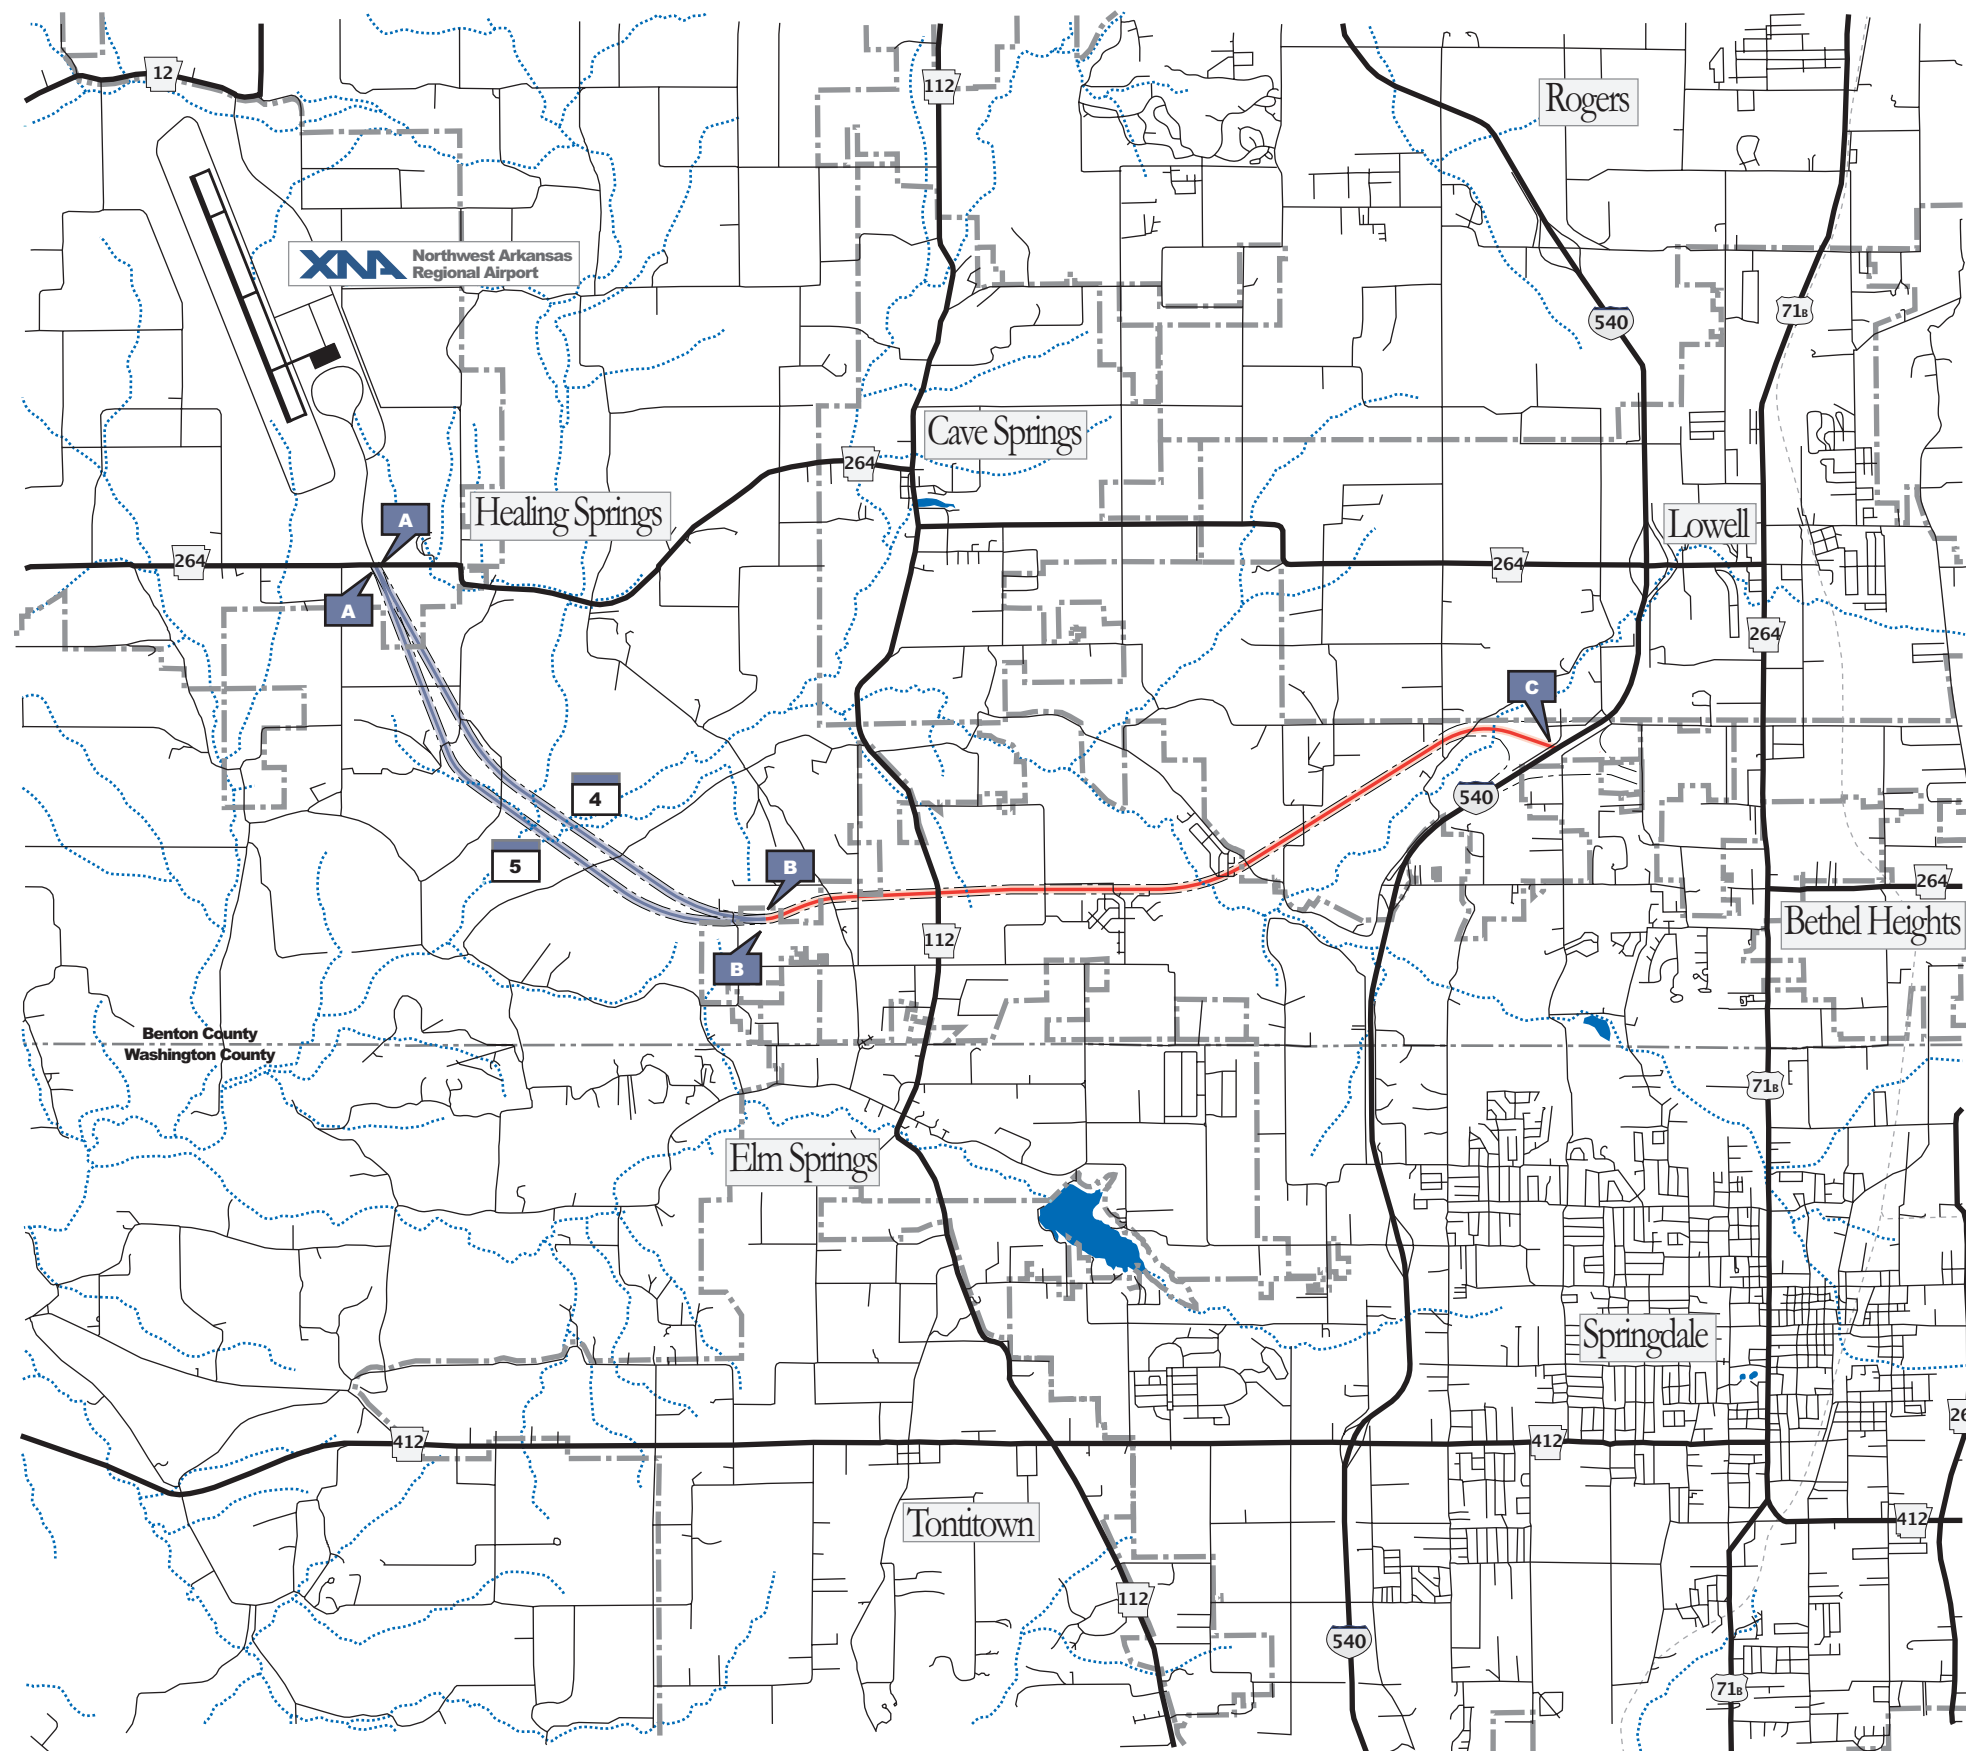 12
112
Rogers
XNA Northwest Arkansas
Regional Airport
71B
540
Cave Springs
264
Healing Springs
A
Lowell
264
264
A
264
C
4
540
5
B
264
Bethel Heights
112
B
Benton County
Washington County
71B
Elm Springs
Springdale
412
412
26
Tontitown
412
112
540
71B